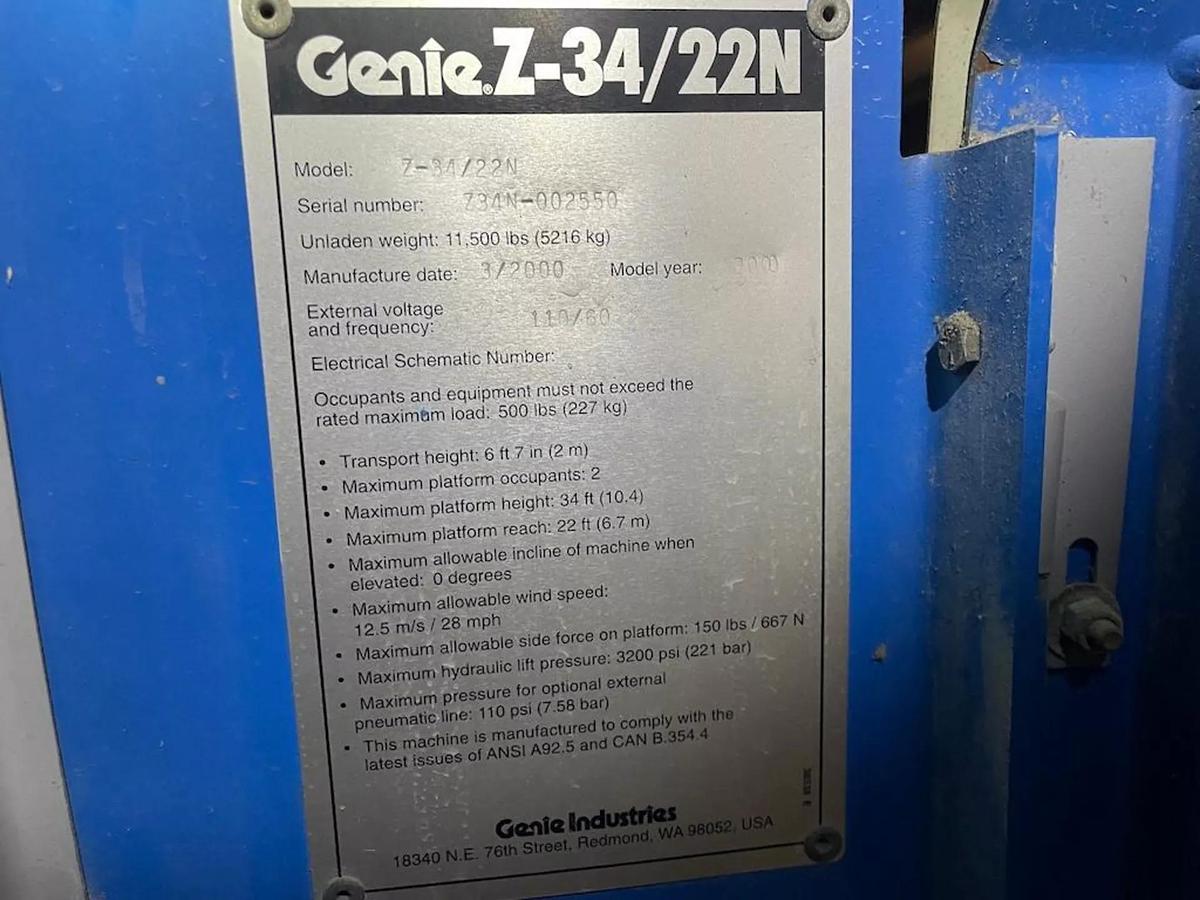 Genie® Z-34/22N
Model: Z-34/22N
Serial number: Z34N-002550
Unladen weight: 11,500 lbs (5216 kg)
Manufacture date: 3/2000 Model year:
External voltage
and frequency: 110/60
Electrical Schematic Number:
Occupants and equipment must not exceed the
rated maximum load: 500 lbs (227 kg)
• Transport height: 6 ft 7 in (2 m)
• Maximum platform occupants: 2
• Maximum platform height: 34 ft (10.4)
• Maximum platform reach: 22 ft (6.7 m)
• Maximum allowable incline of machine when
elevated: 0 degrees
• Maximum allowable wind speed:
12.5 m/s / 28 mph
• Maximum allowable side force on platform: 150 lbs / 667 N
• Maximum hydraulic lift pressure: 3200 psi (221 bar)
• Maximum pressure for optional external
pneumatic line: 110 psi (7.58 bar)
• This machine is manufactured to comply with the
latest issues of ANSI A92.5 and CAN B.354.4
Genie Industries
18340 N.E. 76th Street, Redmond, WA 98052, USA